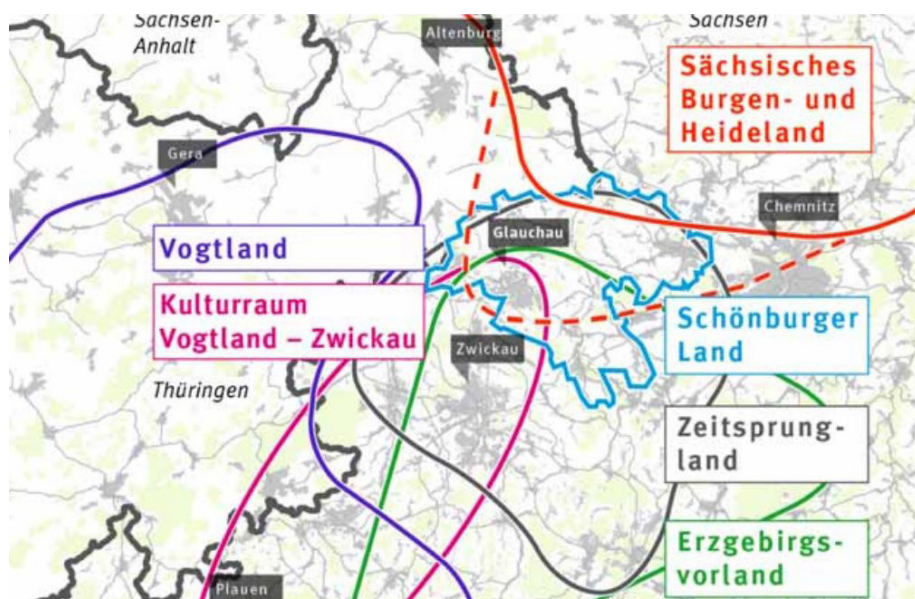 Sachsen-
Anhalt
Altenburg
Sachsen
Sächsisches
Burgen- und
Heideland
Gera
Chemnitz
Glauchau
Vogtland
Kulturraum
Vogtland – Zwickau
Schönburger
Land
Zwickau
Thüringen
Zeitsprung-
land
Erzgebirgs-
vorland
Plauen